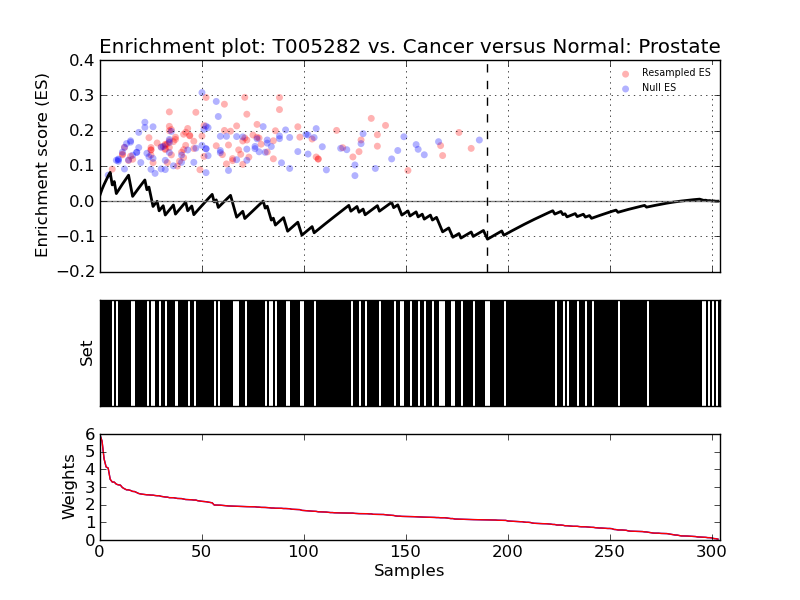 Enrichment plot: T005282 vs. Cancer versus Normal: Prostate
Enrichment score (ES)
0.4
0.3
0.2
0.1
0.0
−0.1
−0.2
Resampled ES
Null ES
Set
Weights
6
5
4
3
2
1
0
0 50 100 150 200 250 300
Samples